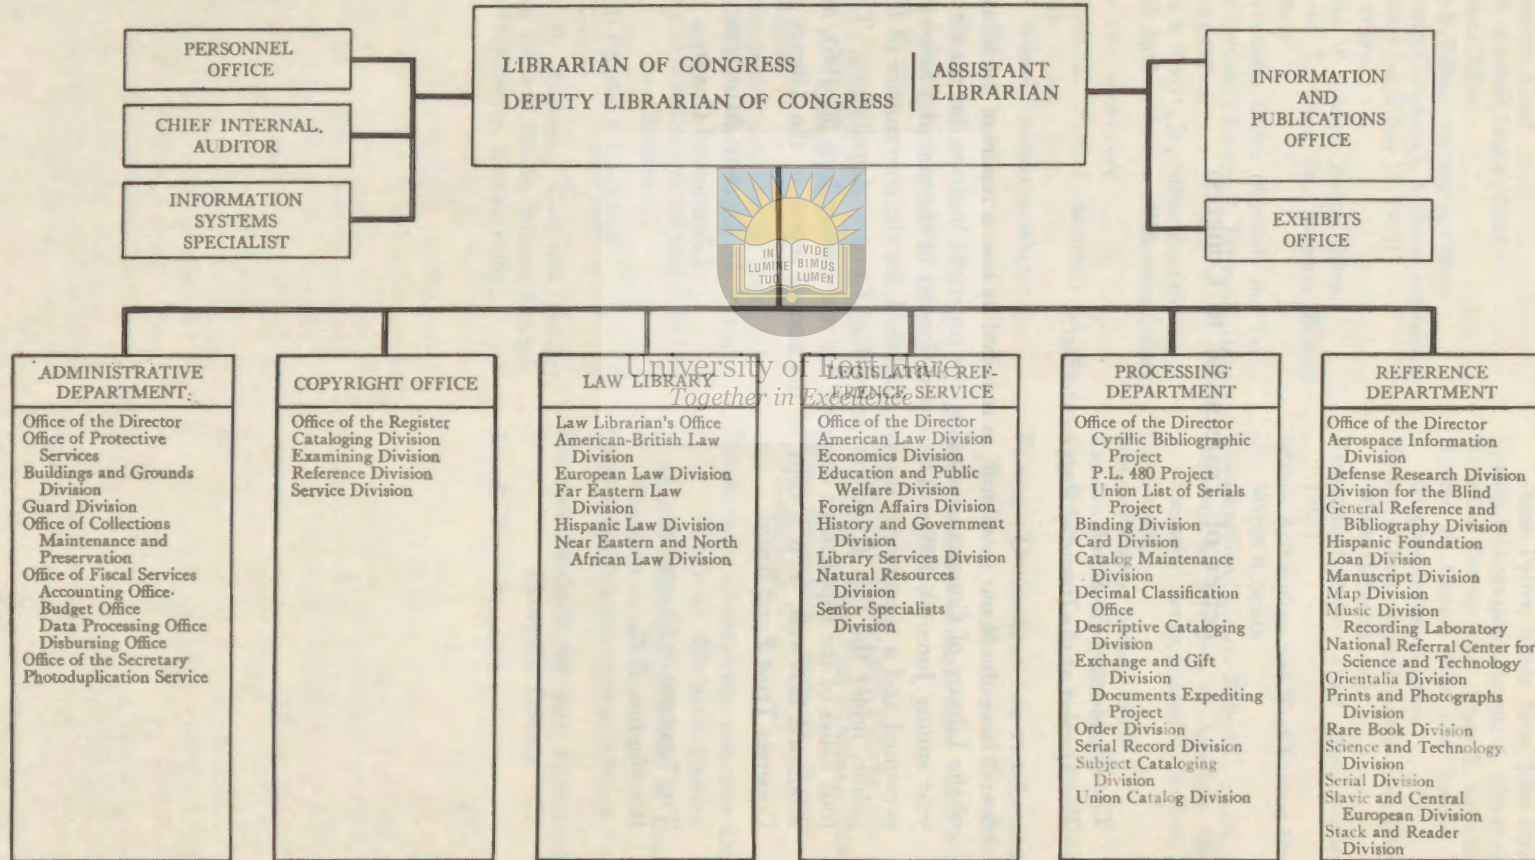 PERSONNEL
OFFICE
CHIEF INTERNAL.
AUDITOR
INFORMATION
SYSTEMS
SPECIALIST
LIBRARIAN OF CONGRESS
DEPUTY LIBRARIAN OF CONGRESS
ASSISTANT
LIBRARIAN
INFORMATION
AND
PUBLICATIONS
OFFICE
EXHIBITS
OFFICE
IN
LUMINE
TUO
VIDE
BIMUS
LUMEN
University of Fort Hare
Together in Excellence
ADMINISTRATIVE
DEPARTMENT:
Office of the Director
Office of Protective
Services
Buildings and Grounds
Division
Guard Division
Office of Collections
Maintenance and
Preservation
Office of Fiscal Services
Accounting Office
Budget Office
Data Processing Office
Disbursing Office
Office of the Secretary
Photoduplication Service
COPYRIGHT OFFICE
Office of the Register
Cataloging Division
Examining Division
Reference Division
Service Division
LAW LIBRARY
Law Librarian's Office
American-British Law
Division
European Law Division
Far Eastern Law
Division
Hispanic Law Division
Near Eastern and North
African Law Division
LEGISLATIVE REF-
ERENCE SERVICE
Office of the Director
American Law Division
Economics Division
Education and Public
Welfare Division
Foreign Affairs Division
History and Government
Division
Library Services Division
Natural Resources
Division
Senior Specialists
Division
PROCESSING
DEPARTMENT
Office of the Director
Cyrillic Bibliographic
Project
P.L. 480 Project
Union List of Serials
Project
Binding Division
Card Division
Catalog Maintenance
Division
Decimal Classification
Office
Descriptive Cataloging
Division
Exchange and Gift
Division
Documents Expediting
Project
Order Division
Serial Record Division
Subject Cataloging
Division
Union Catalog Division
REFERENCE
DEPARTMENT
Office of the Director
Aerospace Information
Division
Defense Research Division
Division for the Blind
General Reference and
Bibliography Division
Hispanic Foundation
Loan Division
Manuscript Division
Map Division
Music Division
Recording Laboratory
National Referral Center for
Science and Technology
Orientalia Division
Prints and Photographs
Division
Rare Book Division
Science and Technology
Division
Serial Division
Slavic and Central
European Division
Stack and Reader
Division